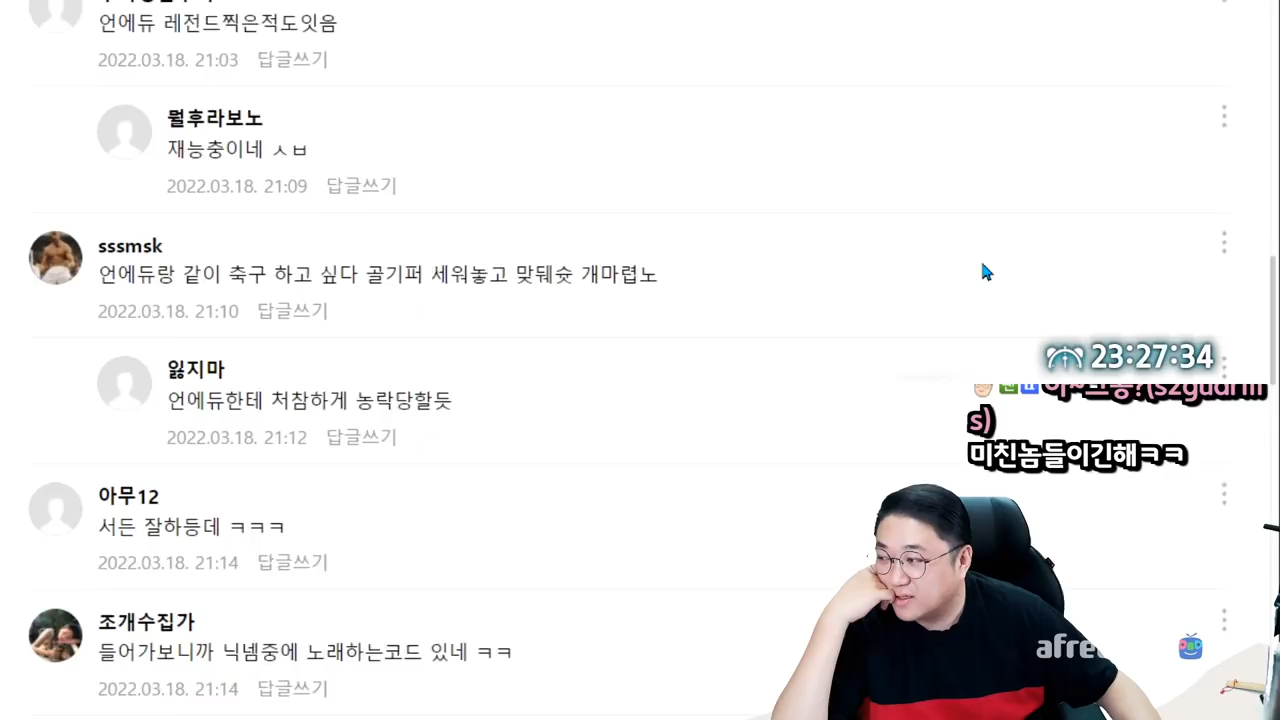 언에듀 레전드찍은적도잇음
2022.03.18. 21:03 답글쓰기
뭘후라보노
재능충이네 ㅅㅂ
2022.03.18. 21:09 답글쓰기
sssmsk
언에듀랑 같이 축구 하고 싶다 골기퍼 세워놓고 맞뒈슛 개마렵노
2022.03.18. 21:10 답글쓰기
잃지마
언에듀한테 처참하게 농락당할듯
2022.03.18. 21:12 답글쓰기
23:27:34
s)
미친놈들이긴해ㅋㅋ
아무12
서든 잘하등데 ㅋㅋㅋ
2022.03.18. 21:14 답글쓰기
조개수집가
들어가보니까 닉넴중에 노래하는코드 있네 ㅋㅋ
2022.03.18. 21:14 답글쓰기